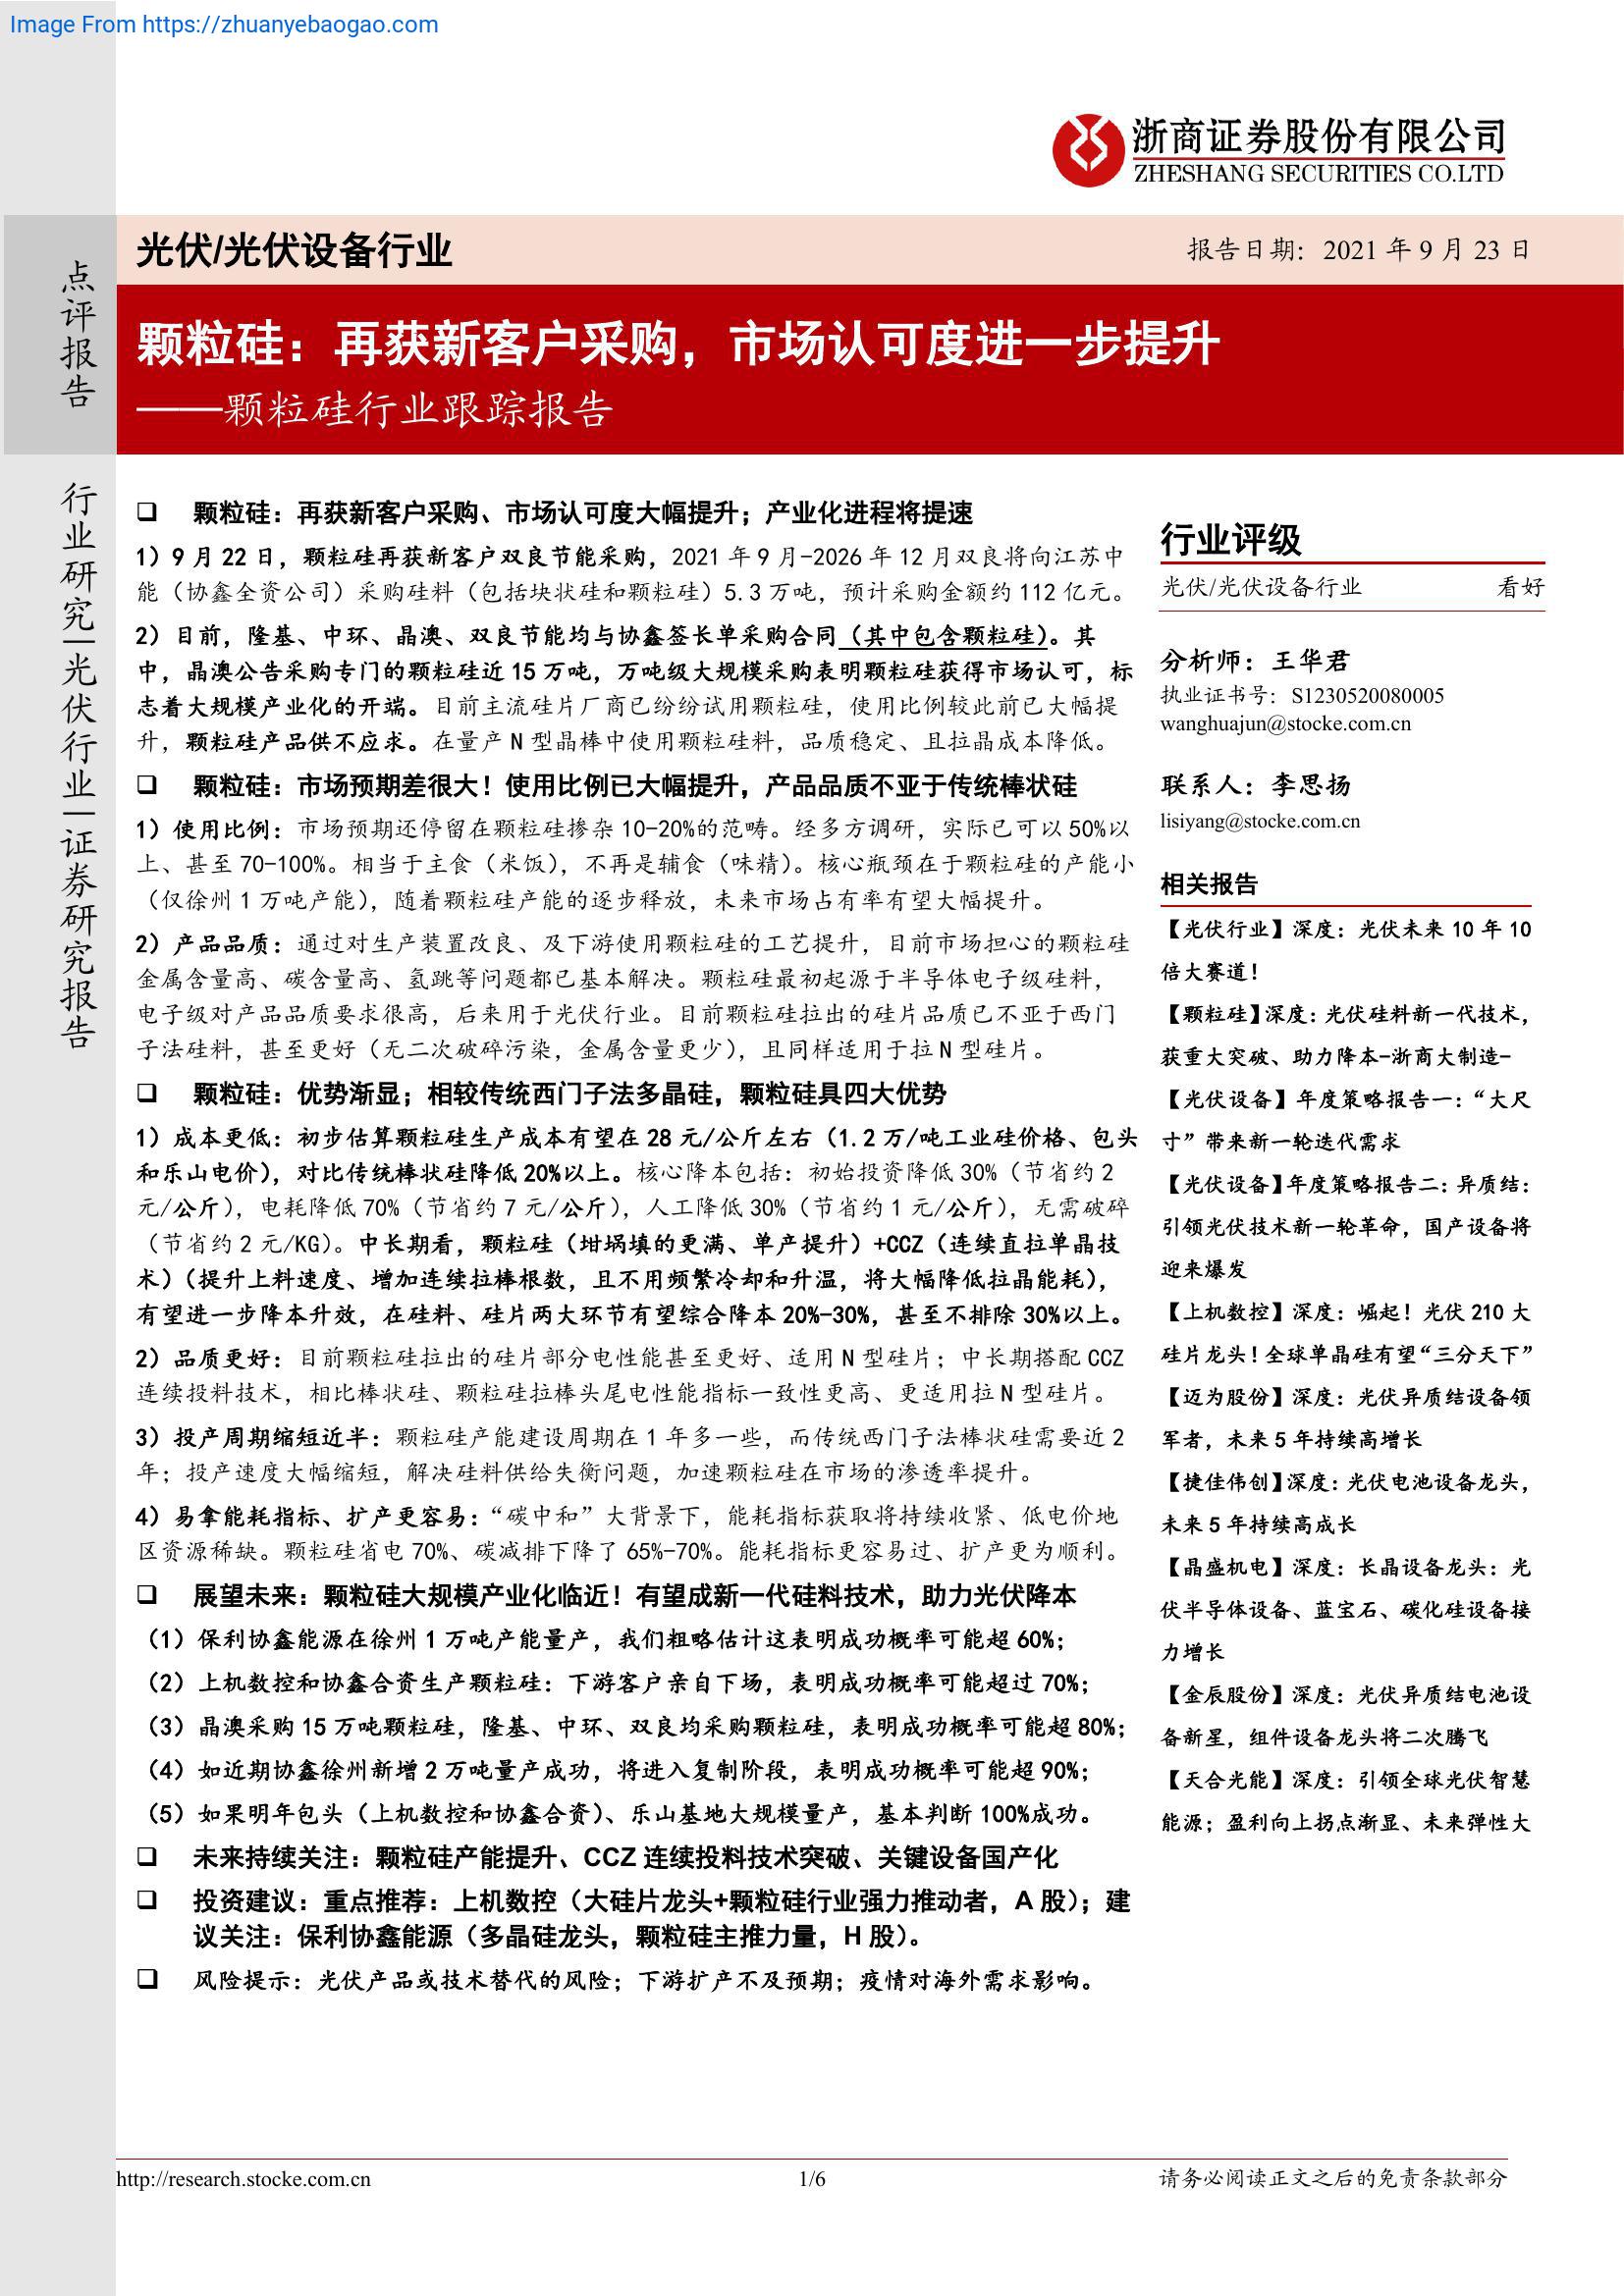 Image From https://zhuanyebaogao.com
浙商证券股份有限公司
ZHESHANG SECURITIES CO.LTD
点评报告
行业研究|光伏行业|证券研究报告
光伏/光伏设备行业
报告日期：2021 年 9 月 23 日
颗粒硅：再获新客户采购，市场认可度进一步提升
——颗粒硅行业跟踪报告
❑ 颗粒硅：再获新客户采购、市场认可度大幅提升；产业化进程将提速
1）9 月 22 日，颗粒硅再获新客户双良节能采购，2021 年 9 月-2026 年 12 月双良将向江苏中
能（协鑫全资公司）采购硅料（包括块状硅和颗粒硅）5.3 万吨，预计采购金额约 112 亿元。
2）目前，隆基、中环、晶澳、双良节能均与协鑫签长单采购合同（其中包含颗粒硅）。其
中，晶澳公告采购专门的颗粒硅近 15 万吨，万吨级大规模采购表明颗粒硅获得市场认可，标
志着大规模产业化的开端。目前主流硅片厂商已纷纷试用颗粒硅，使用比例较此前已大幅提
升，颗粒硅产品供不应求。在量产 N 型晶棒中使用颗粒硅料，品质稳定、且拉晶成本降低。
❑ 颗粒硅：市场预期差很大！使用比例已大幅提升，产品品质不亚于传统棒状硅
1）使用比例：市场预期还停留在颗粒硅掺杂 10-20%的范畴。经多方调研，实际已可以 50%以
上、甚至 70-100%。相当于主食（米饭），不再是辅食（味精）。核心瓶颈在于颗粒硅的产能小
（仅徐州 1 万吨产能），随着颗粒硅产能的逐步释放，未来市场占有率有望大幅提升。
2）产品品质：通过对生产装置改良、及下游使用颗粒硅的工艺提升，目前市场担心的颗粒硅
金属含量高、碳含量高、氢跳等问题都已基本解决。颗粒硅最初起源于半导体电子级硅料，
电子级对产品品质要求很高，后来用于光伏行业。目前颗粒硅拉出的硅片品质已不亚于西门
子法硅料，甚至更好（无二次破碎污染，金属含量更少），且同样适用于拉 N 型硅片。
❑ 颗粒硅：优势渐显；相较传统西门子法多晶硅，颗粒硅具四大优势
1）成本更低：初步估算颗粒硅生产成本有望在 28 元/公斤左右（1.2 万/吨工业硅价格、包头
和乐山电价），对比传统棒状硅降低 20%以上。核心降本包括：初始投资降低 30%（节省约 2
元/公斤），电耗降低 70%（节省约 7 元/公斤），人工降低 30%（节省约 1 元/公斤），无需破碎
（节省约 2 元/KG）。中长期看，颗粒硅（坩埚填的更满、单产提升）+CCZ（连续直拉单晶技
术）（提升上料速度、增加连续拉棒根数，且不用频繁冷却和升温，将大幅降低拉晶能耗），
有望进一步降本升效，在硅料、硅片两大环节有望综合降本 20%-30%，甚至不排除 30%以上。
2）品质更好：目前颗粒硅拉出的硅片部分电性能甚至更好、适用 N 型硅片；中长期搭配 CCZ
连续投料技术，相比棒状硅、颗粒硅拉棒头尾电性能指标一致性更高、更适用拉 N 型硅片。
3）投产周期缩短近半：颗粒硅产能建设周期在 1 年多一些，而传统西门子法棒状硅需要近 2
年；投产速度大幅缩短，解决硅料供给失衡问题，加速颗粒硅在市场的渗透率提升。
4）易拿能耗指标、扩产更容易：“碳中和”大背景下，能耗指标获取将持续收紧、低电价地
区资源稀缺。颗粒硅省电 70%、碳减排下降了 65%-70%。能耗指标更容易过、扩产更为顺利。
❑ 展望未来：颗粒硅大规模产业化临近！有望成新一代硅料技术，助力光伏降本
（1）保利协鑫能源在徐州 1 万吨产能量产，我们粗略估计这表明成功概率可能超 60%；
（2）上机数控和协鑫合资生产颗粒硅：下游客户亲自下场，表明成功概率可能超过 70%；
（3）晶澳采购 15 万吨颗粒硅，隆基、中环、双良均采购颗粒硅，表明成功概率可能超 80%；
（4）如近期协鑫徐州新增 2 万吨量产成功，将进入复制阶段，表明成功概率可能超 90%；
（5）如果明年包头（上机数控和协鑫合资）、乐山基地大规模量产，基本判断 100%成功。
❑ 未来持续关注：颗粒硅产能提升、CCZ 连续投料技术突破、关键设备国产化
❑ 投资建议：重点推荐：上机数控（大硅片龙头+颗粒硅行业强力推动者，A 股）；建
议关注：保利协鑫能源（多晶硅龙头，颗粒硅主推力量，H 股）。
❑ 风险提示：光伏产品或技术替代的风险；下游扩产不及预期；疫情对海外需求影响。
行业评级
光伏/光伏设备行业 看好
分析师：王华君
执业证书号：S1230520080005
wanghuajun@stocke.com.cn
联系人：李思扬
lisiyang@stocke.com.cn
相关报告
【光伏行业】深度：光伏未来 10 年 10
倍大赛道！
【颗粒硅】深度：光伏硅料新一代技术，
获重大突破、助力降本-浙商大制造-
【光伏设备】年度策略报告一：“大尺
寸”带来新一轮迭代需求
【光伏设备】年度策略报告二：异质结：
引领光伏技术新一轮革命，国产设备将
迎来爆发
【上机数控】深度：崛起！光伏 210 大
硅片龙头！全球单晶硅有望“三分天下”
【迈为股份】深度：光伏异质结设备领
军者，未来 5 年持续高增长
【捷佳伟创】深度：光伏电池设备龙头，
未来 5 年持续高成长
【晶盛机电】深度：长晶设备龙头：光
伏半导体设备、蓝宝石、碳化硅设备接
力增长
【金辰股份】深度：光伏异质结电池设
备新星，组件设备龙头将二次腾飞
【天合光能】深度：引领全球光伏智慧
能源；盈利向上拐点渐显、未来弹性大
http://research.stocke.com.cn
1/6
请务必阅读正文之后的免责条款部分